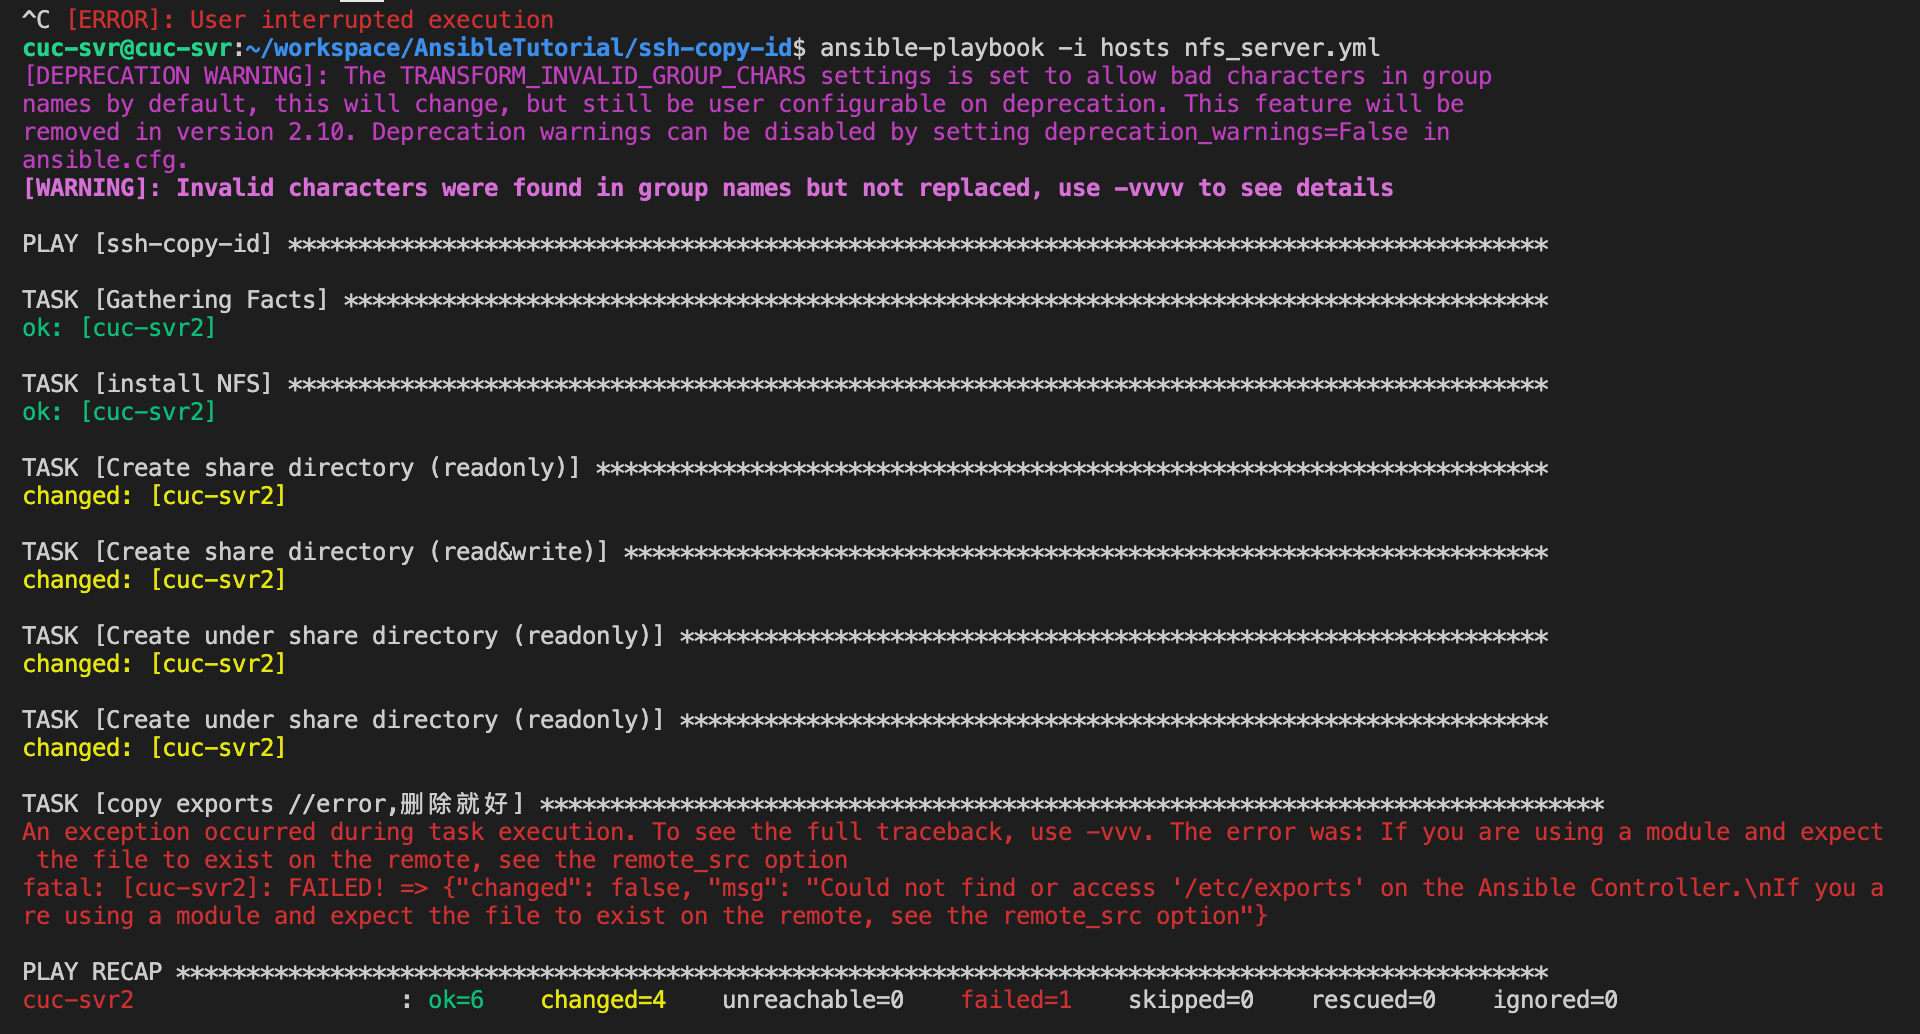 ^C [ERROR]: User interrupted execution
cuc-svr@cuc-svr:~/workspace/AnsibleTutorial/ssh-copy-id$ ansible-playbook -i hosts nfs_server.yml
[DEPRECATION WARNING]: The TRANSFORM_INVALID_GROUP_CHARS settings is set to allow bad characters in group
names by default, this will change, but still be user configurable on deprecation. This feature will be
removed in version 2.10. Deprecation warnings can be disabled by setting deprecation_warnings=False in
ansible.cfg.
[WARNING]: Invalid characters were found in group names but not replaced, use -vvvv to see details
PLAY [ssh-copy-id] ******************************************************************************************
TASK [Gathering Facts] **************************************************************************************
ok: [cuc-svr2]
TASK [install NFS] ******************************************************************************************
ok: [cuc-svr2]
TASK [Create share directory (readonly)] ********************************************************************
changed: [cuc-svr2]
TASK [Create share directory (read&write)] ******************************************************************
changed: [cuc-svr2]
TASK [Create under share directory (readonly)] **************************************************************
changed: [cuc-svr2]
TASK [Create under share directory (readonly)] **************************************************************
changed: [cuc-svr2]
TASK [copy exports //error,删除就好] ****************************************************************************
An exception occurred during task execution. To see the full traceback, use -vvv. The error was: If you are using a module and expect
 the file to exist on the remote, see the remote_src option
fatal: [cuc-svr2]: FAILED! => {"changed": false, "msg": "Could not find or access '/etc/exports' on the Ansible Controller.\nIf you a
re using a module and expect the file to exist on the remote, see the remote_src option"}
PLAY RECAP **************************************************************************************************
cuc-svr2                   : ok=6    changed=4    unreachable=0    failed=1    skipped=0    rescued=0    ignored=0